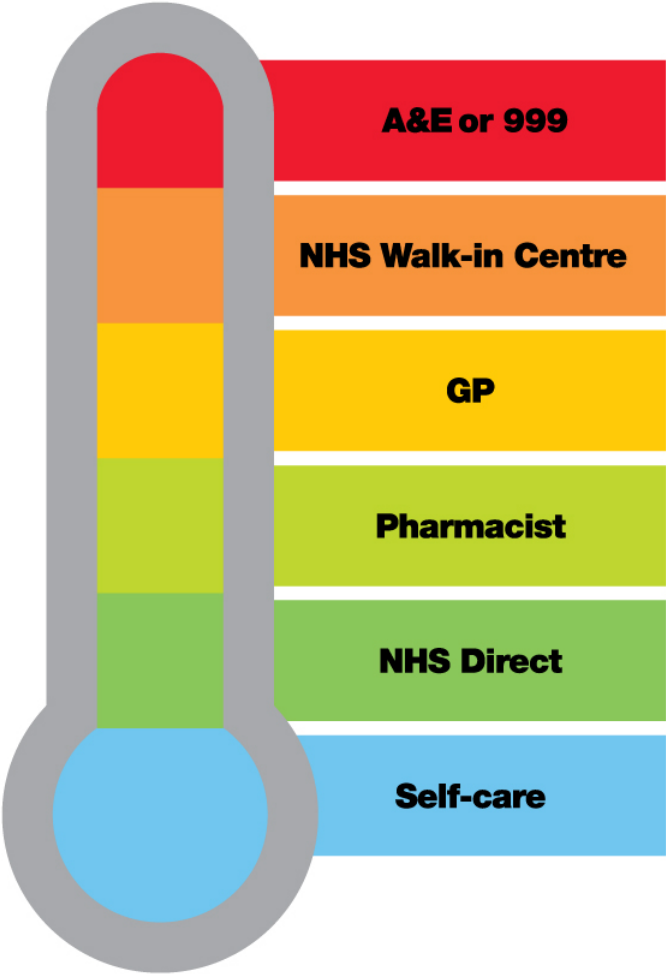 A&E or 999
NHS Walk-in Centre
GP
Pharmacist
NHS Direct
Self-care